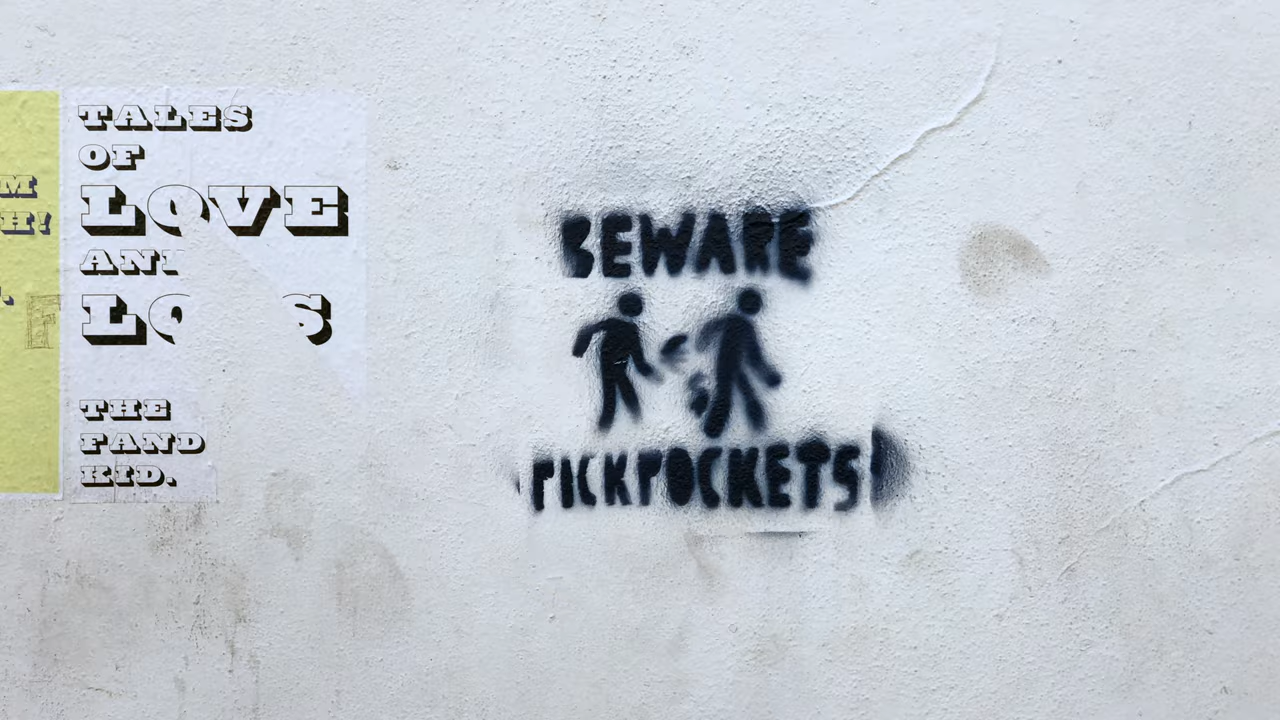 M
H!
TALES
OF
LOVE
THE
FAND
KID.
BEWARE
PICKPOCKETS